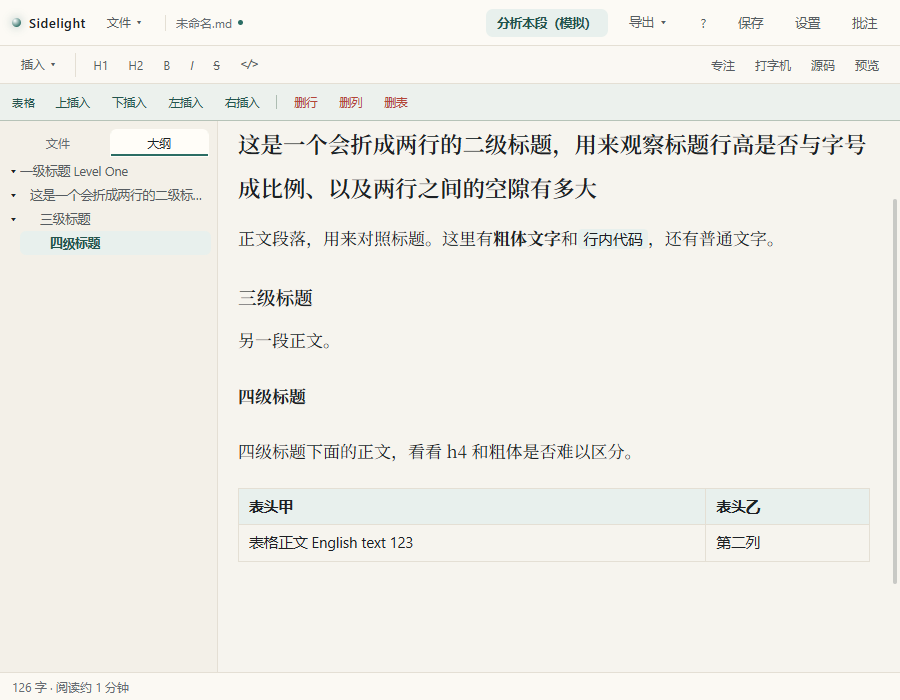 Sidelight 文件 未命名.md 分析本段（模拟） 导出 ? 保存 设置 批注
插入 H1 H2 B I S </> 专注 打字机 源码 预览
表格 上插入 下插入 左插入 右插入 删行 删列 删表
文件 大纲
一级标题 Level One
这是一个会折成两行的二级标...
三级标题
四级标题
这是一个会折成两行的二级标题，用来观察标题行高是否与字号
成比例、以及两行之间的空隙有多大
正文段落，用来对照标题。这里有粗体文字和 行内代码 ，还有普通文字。
三级标题
另一段正文。
四级标题
四级标题下面的正文，看看 h4 和粗体是否难以区分。
表头甲 表头乙
表格正文 English text 123 第二列
126 字 · 阅读约 1 分钟